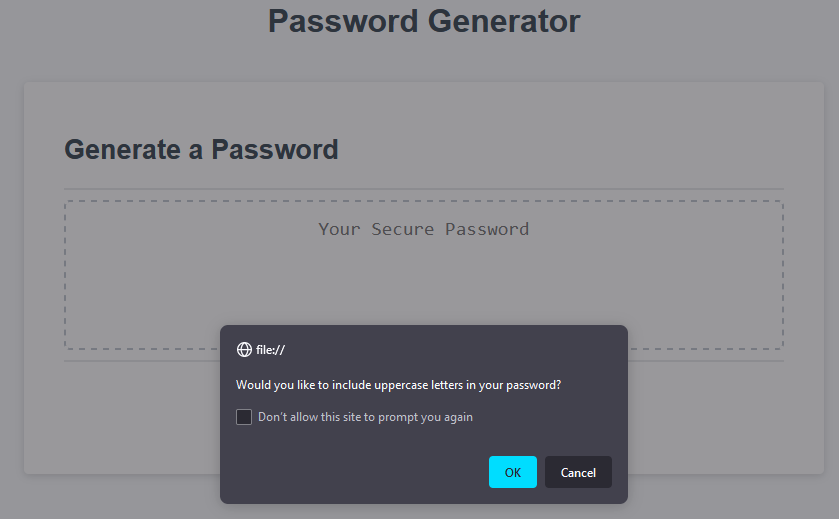 Password Generator
Generate a Password
Your Secure Password
file://
Would you like to include uppercase letters in your password?
Don't allow this site to prompt you again
OK
Cancel